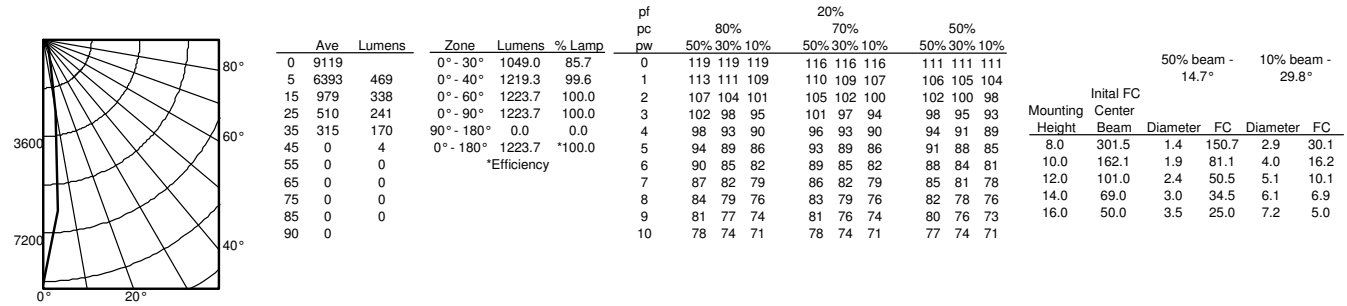 80°
60°
40°
3600
7200
0° 20°
Ave Lumens
0 9119
5 6393 469
15 979 338
25 510 241
35 315 170
45 0 4
55 0 0
65 0 0
75 0 0
85 0 0
90 0
Zone Lumens % Lamp
0° - 30° 1049.0 85.7
0° - 40° 1219.3 99.6
0° - 60° 1223.7 100.0
0° - 90° 1223.7 100.0
90° - 180° 0.0 0.0
0° - 180° 1223.7 *100.0
*Efficiency
pf 20%
pc 80% 70% 50%
pw 50% 30% 10% 50% 30% 10% 50% 30% 10%
0 119 119 119 116 116 116 111 111 111
1 113 111 109 110 109 107 106 105 104
2 107 104 101 105 102 100 102 100 98
3 102 98 95 101 97 94 98 95 93
4 98 93 90 96 93 90 94 91 89
5 94 89 86 93 89 86 91 88 85
6 90 85 82 89 85 82 88 84 81
7 87 82 79 86 82 79 85 81 78
8 84 79 76 83 79 76 82 78 76
9 81 77 74 81 76 74 80 76 73
10 78 74 71 78 74 71 77 74 71
50% beam - 10% beam -
14.7° 29.8°
Inital FC
Mounting Center
Height Beam Diameter FC Diameter FC
8.0 301.5 1.4 150.7 2.9 30.1
10.0 162.1 1.9 81.1 4.0 16.2
12.0 101.0 2.4 50.5 5.1 10.1
14.0 69.0 3.0 34.5 6.1 6.9
16.0 50.0 3.5 25.0 7.2 5.0